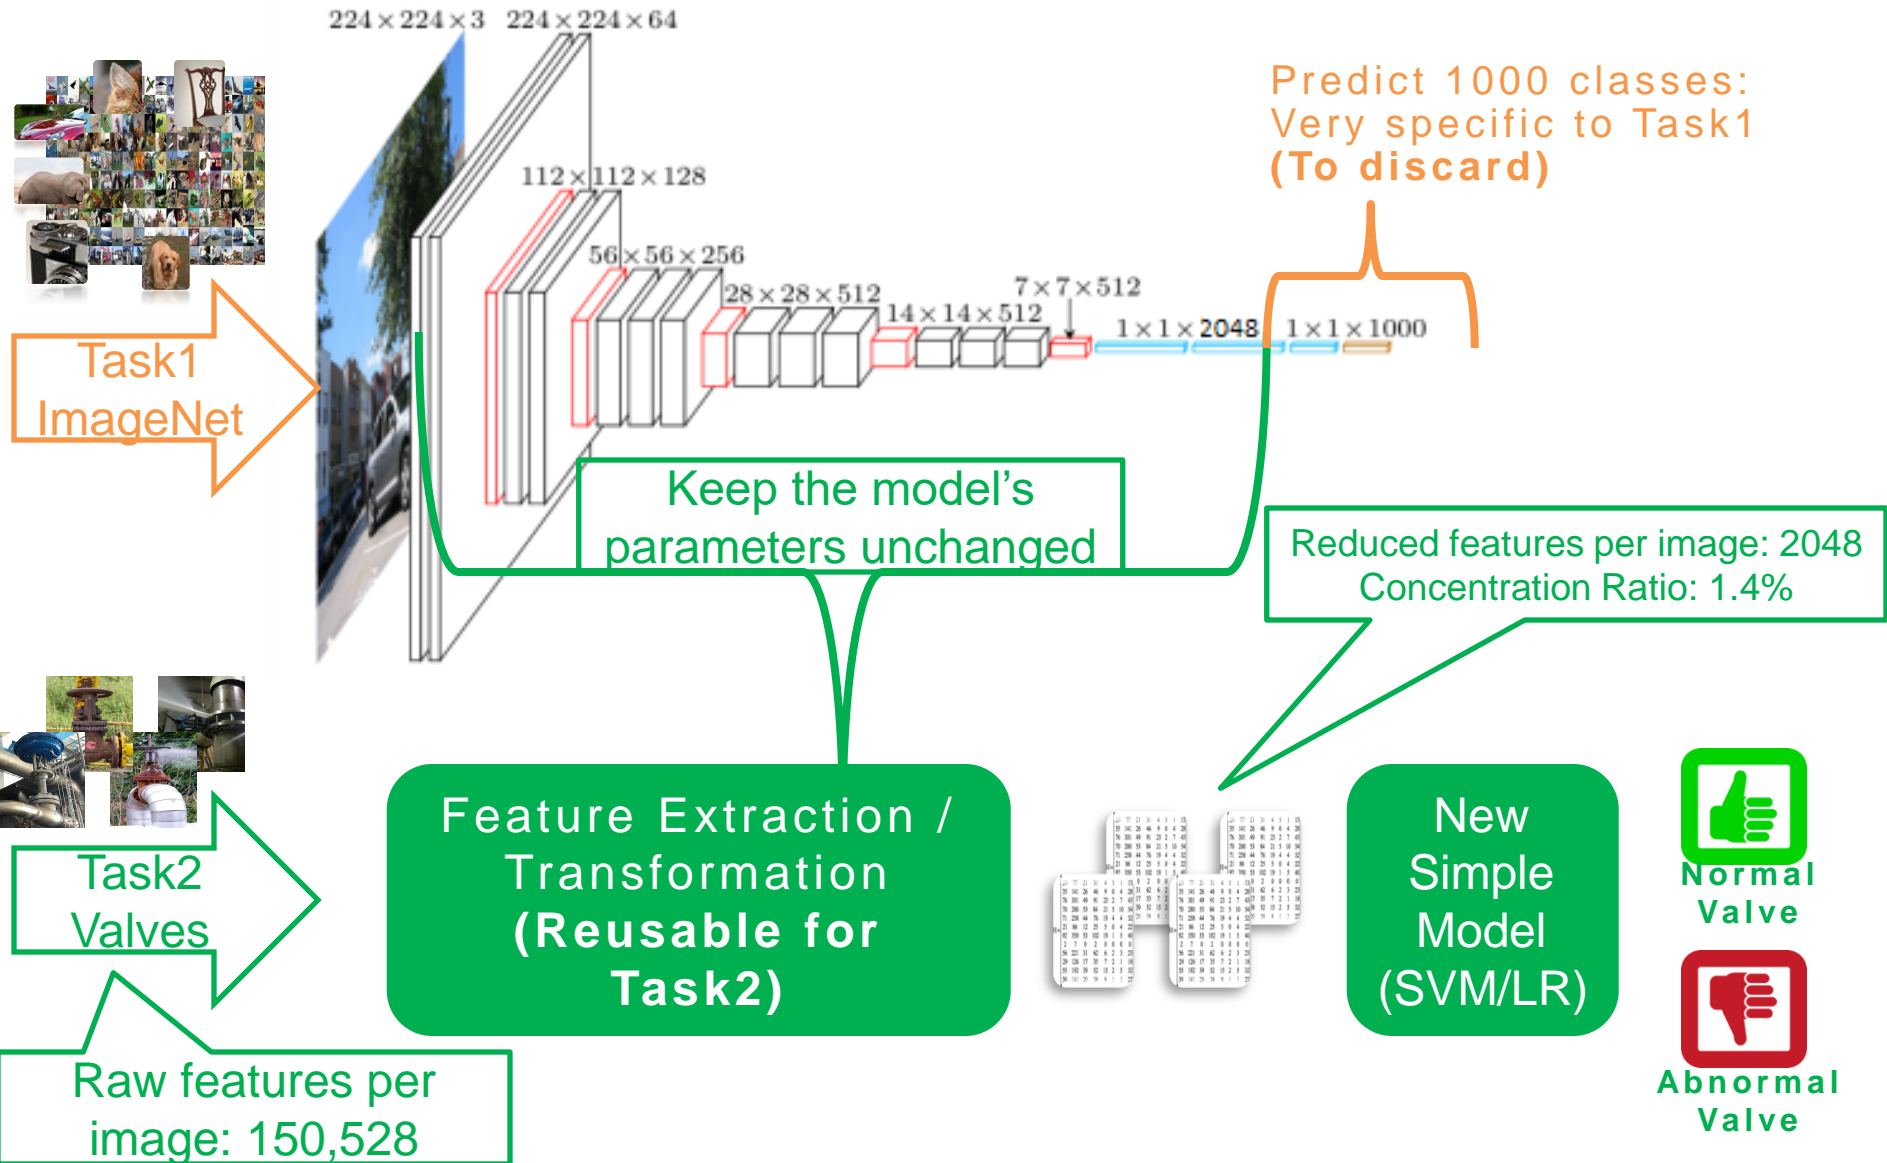 224 × 224 × 3
224 × 224 × 64
Predict 1000 classes:
Very specific to Task1
(To discard)
112 × 112 × 128
56 × 56 × 256
28 × 28 × 512
14 × 14 × 512
7 × 7 × 512
1 × 1 × 2048
1 × 1 × 1000
Task1
ImageNet
Keep the model’s
parameters unchanged
Reduced features per image: 2048
Concentration Ratio: 1.4%
Task2
Valves
Feature Extraction /
Transformation
(Reusable for
Task2)
New
Simple
Model
(SVM/LR)
Normal
Valve
Abnormal
Valve
Raw features per
image: 150,528